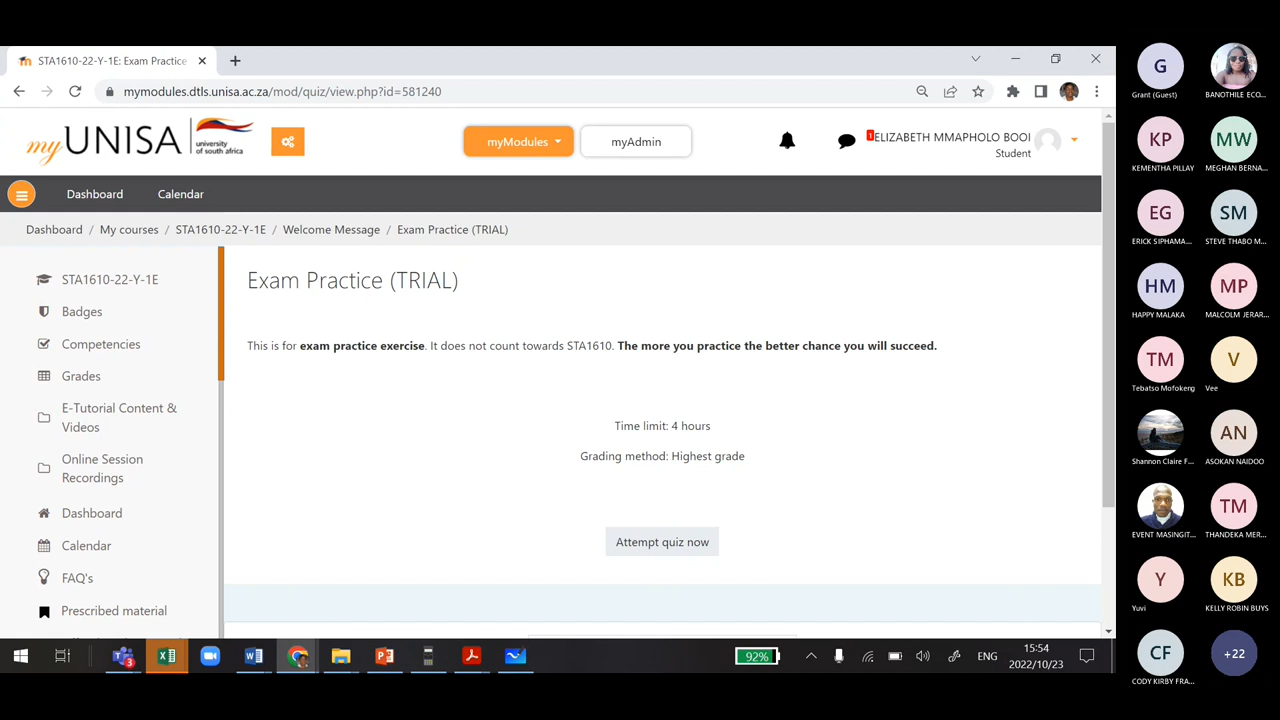 STA1610-22-Y-1E: Exam Practice
mymodules.dtls.unisa.ac.za/mod/quiz/view.php?id=581240
myUNISA
university
of south africa
myModules
myAdmin
1
ELIZABETH MMAPHOLO BOOI
Student
Dashboard
Calendar
Dashboard / My courses / STA1610-22-Y-1E / Welcome Message / Exam Practice (TRIAL)
STA1610-22-Y-1E
Badges
Competencies
Grades
E-Tutorial Content &
Videos
Online Session
Recordings
Dashboard
Calendar
FAQ's
Prescribed material
Exam Practice (TRIAL)
This is for exam practice exercise. It does not count towards STA1610. The more you practice the better chance you will succeed.
Time limit: 4 hours
Grading method: Highest grade
Attempt quiz now
3
92%
ENG
15:54
2022/10/23
G
Grant (Guest)
BANOTHILE ECO...
KP
KEMENTHA PILLAY
MW
MEGHAN BERNA...
EG
ERICK SIPHAMA...
SM
STEVE THABO M...
HM
HAPPY MALAKA
MP
MALCOLM JERAR...
TM
Tebatso Mofokeng
V
Vee
Shannon Claire F...
AN
ASOKAN NAIDOO
EVENT MASINGIT...
TM
THANDEKA MER...
Y
Yuvi
KB
KELLY ROBIN BUYS
CF
CODY KIRBY FRA...
+22